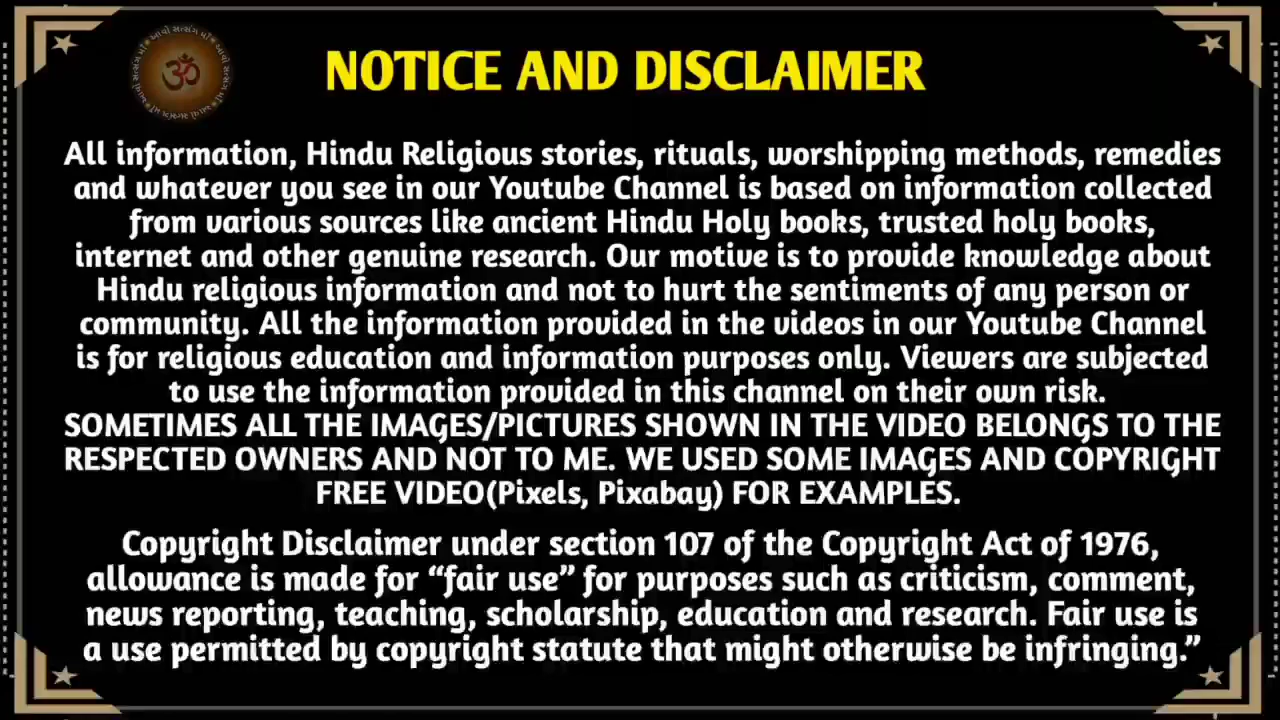 આવો સત્સંગ માઁ
ॐ
NOTICE AND DISCLAIMER
All information, Hindu Religious stories, rituals, worshipping methods, remedies
and whatever you see in our Youtube Channel is based on information collected
from various sources like ancient Hindu Holy books, trusted holy books,
internet and other genuine research. Our motive is to provide knowledge about
Hindu religious information and not to hurt the sentiments of any person or
community. All the information provided in the videos in our Youtube Channel
is for religious education and information purposes only. Viewers are subjected
to use the information provided in this channel on their own risk.
SOMETIMES ALL THE IMAGES/PICTURES SHOWN IN THE VIDEO BELONGS TO THE
RESPECTED OWNERS AND NOT TO ME. WE USED SOME IMAGES AND COPYRIGHT
FREE VIDEO(Pixels, Pixabay) FOR EXAMPLES.
Copyright Disclaimer under section 107 of the Copyright Act of 1976,
allowance is made for “fair use” for purposes such as criticism, comment,
news reporting, teaching, scholarship, education and research. Fair use is
a use permitted by copyright statute that might otherwise be infringing.”